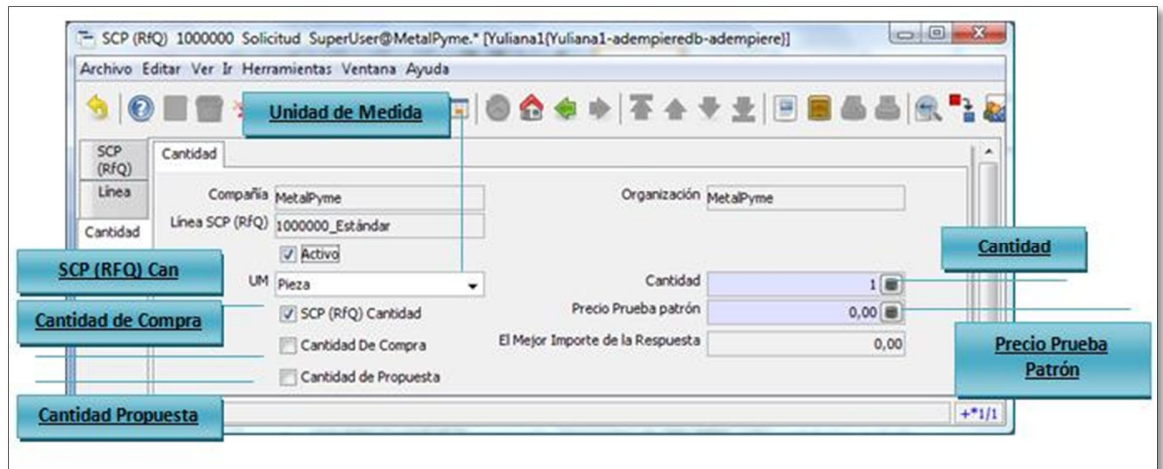 SCP (RfQ) 1000000 Solicitud SuperUser@MetalPyme.* [Yuliana1{Yuliana1-adempieredb-adempiere}]
Archivo Editar Ver Ir Herramientas Ventana Ayuda
Unidad de Medida
SCP (RfQ)
Cantidad
Línea
Cantidad
Compañía MetalPyme
Organización MetalPyme
Línea SCP (RfQ) 1000000_Estándar
Activo
Cantidad
SCP (RFQ) Can
UM Pieza
Cantidad 1
SCP (RfQ) Cantidad
Precio Prueba patrón 0,00
Cantidad de Compra
Cantidad De Compra
El Mejor Importe de la Respuesta 0,00
Precio Prueba
Patrón
Cantidad de Propuesta
Cantidad Propuesta
+*1/1